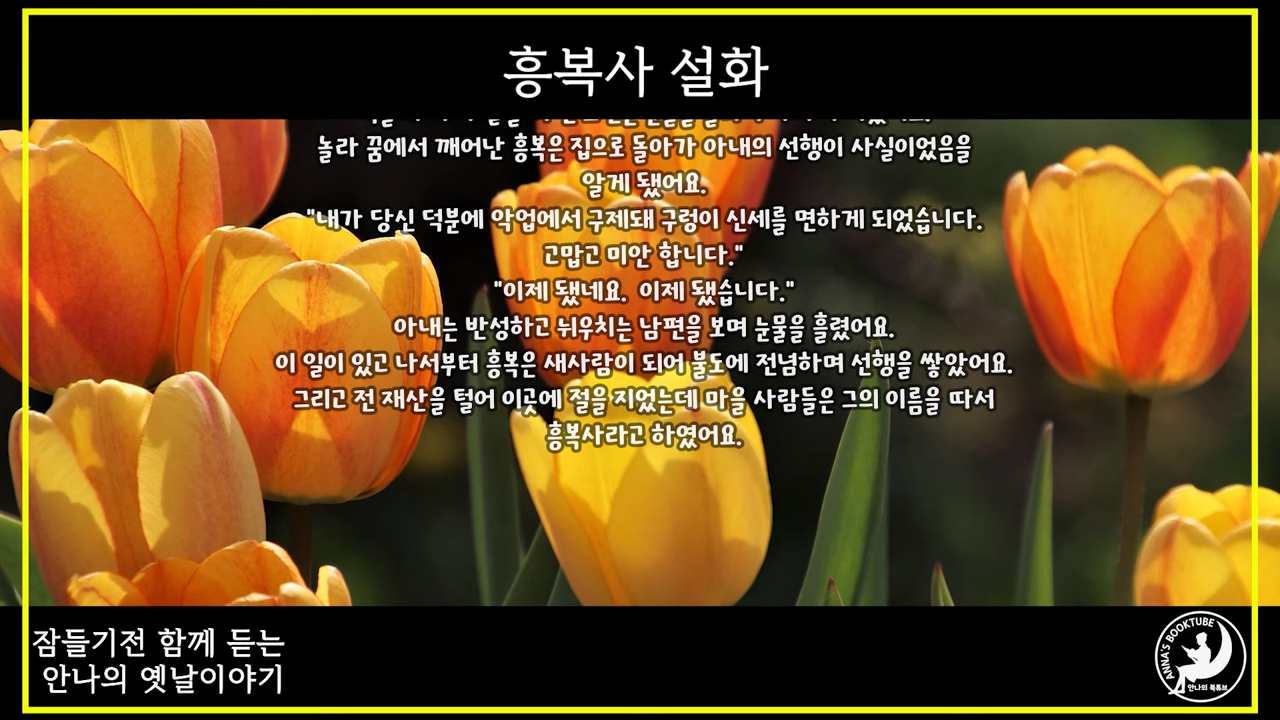 흥복사 설화
놀라 꿈에서 깨어난 흥복은 집으로 돌아가 아내의 선행이 사실이었음을
알게 됐어요.
"내가 당신 덕분에 악업에서 구제돼 구렁이 신세를 면하게 되었습니다.
고맙고 미안 합니다."
"이제 됐네요. 이제 됐습니다."
아내는 반성하고 뉘우치는 남편을 보며 눈물을 흘렸어요.
이 일이 있고 나서부터 흥복은 새사람이 되어 불도에 전념하며 선행을 쌓았어요.
그리고 전 재산을 털어 이곳에 절을 지었는데 마을 사람들은 그의 이름을 따서
흥복사라고 하였어요.
잠들기전 함께 듣는
안나의 옛날이야기
ANNA'S BOOKTUBE
안나의 북튜브